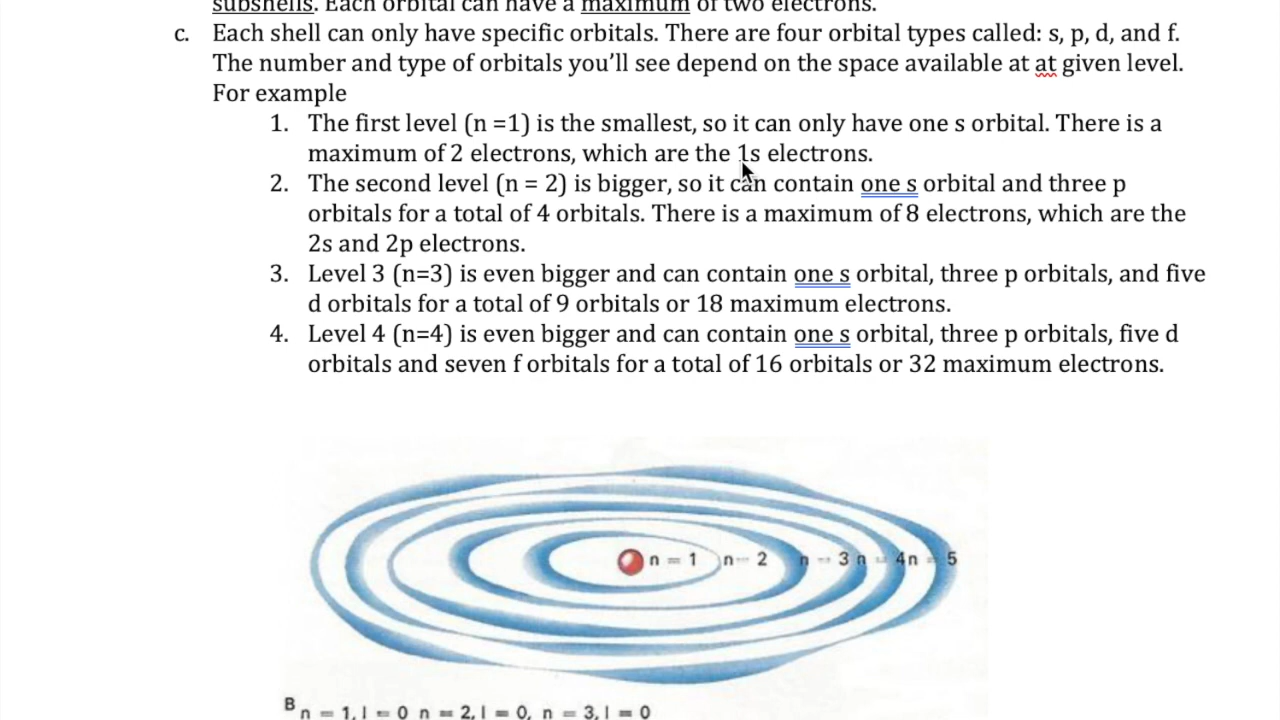 subshells. Each orbital can have a maximum of two electrons.
c. Each shell can only have specific orbitals. There are four orbital types called: s, p, d, and f.
The number and type of orbitals you’ll see depend on the space available at at given level.
For example
1. The first level (n =1) is the smallest, so it can only have one s orbital. There is a
maximum of 2 electrons, which are the 1s electrons.
2. The second level (n = 2) is bigger, so it can contain one s orbital and three p
orbitals for a total of 4 orbitals. There is a maximum of 8 electrons, which are the
2s and 2p electrons.
3. Level 3 (n=3) is even bigger and can contain one s orbital, three p orbitals, and five
d orbitals for a total of 9 orbitals or 18 maximum electrons.
4. Level 4 (n=4) is even bigger and can contain one s orbital, three p orbitals, five d
orbitals and seven f orbitals for a total of 16 orbitals or 32 maximum electrons.
n = 1 n = 2 n = 3 n = 4 n = 5
B n = 1, l = 0 n = 2, l = 0, n = 3, l = 0